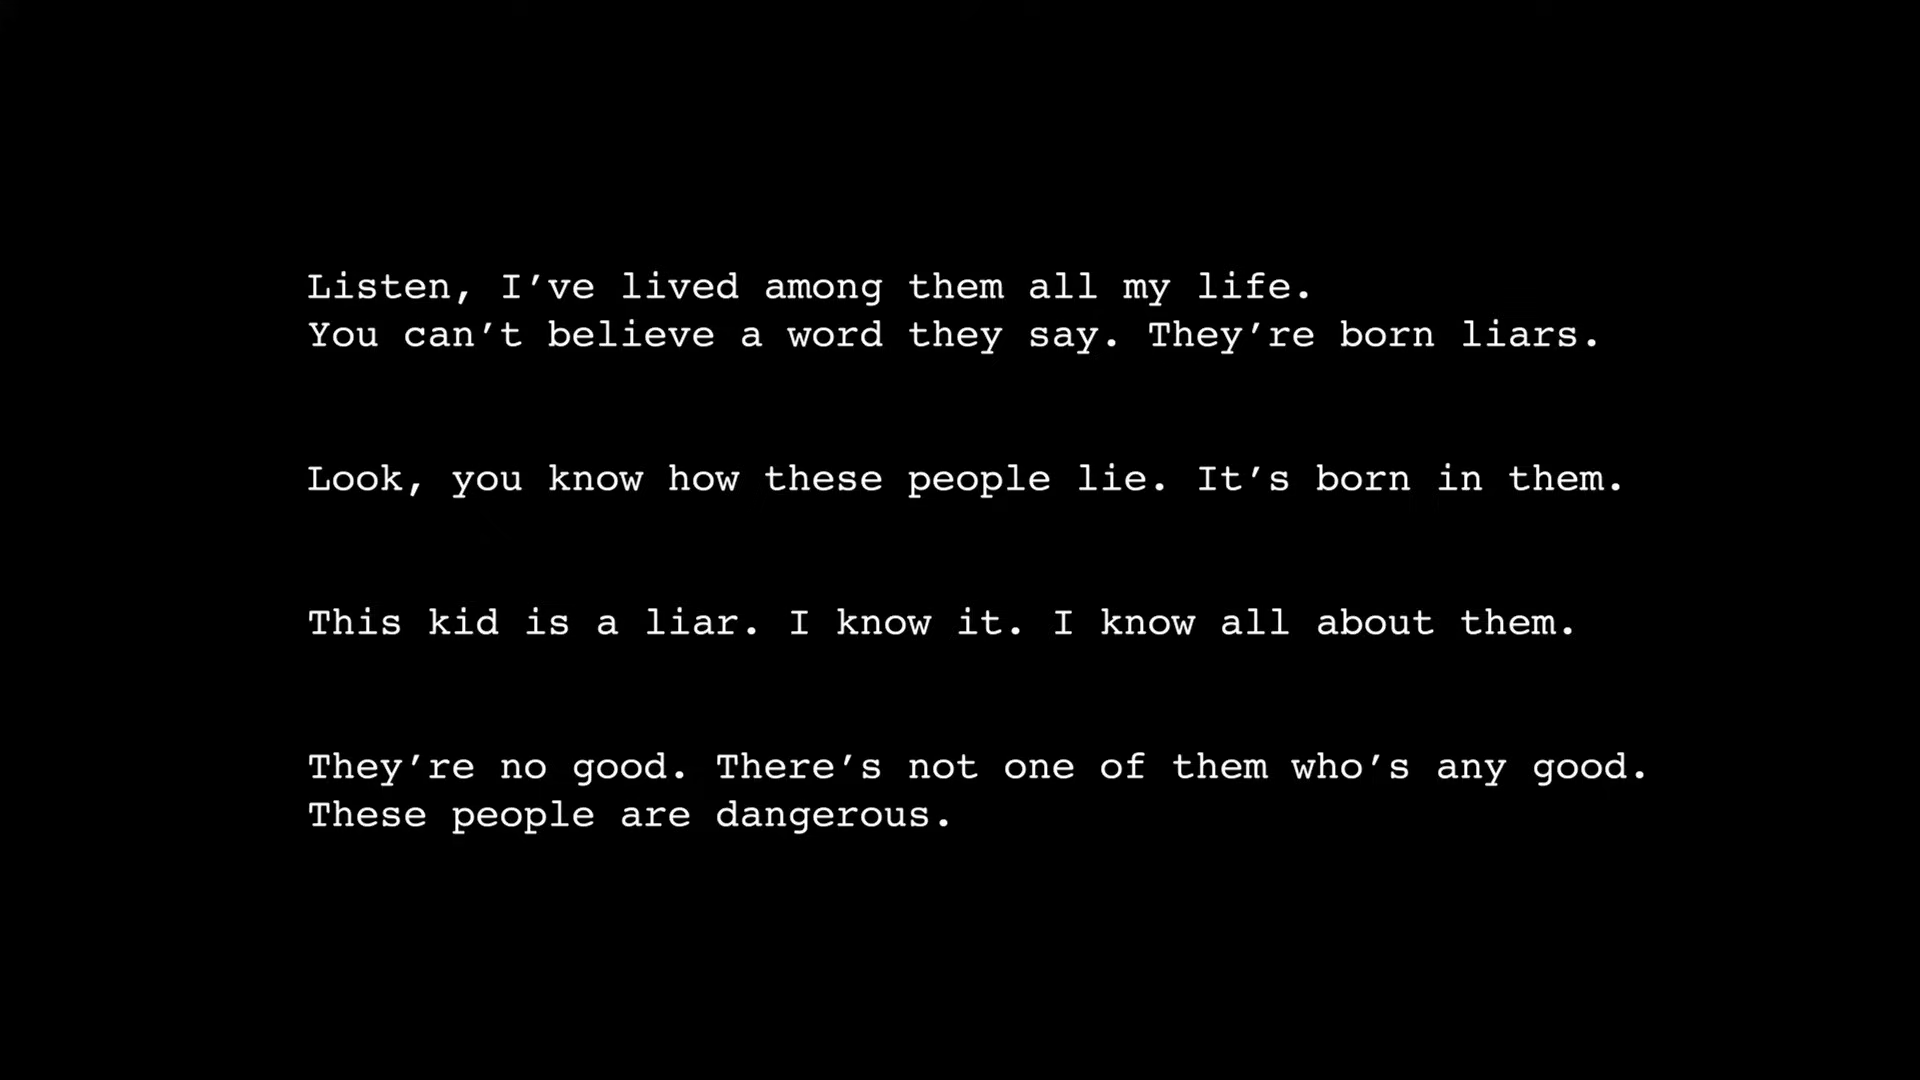 Listen, I’ve lived among them all my life.
You can’t believe a word they say. They’re born liars.
Look, you know how these people lie. It’s born in them.
This kid is a liar. I know it. I know all about them.
They’re no good. There’s not one of them who’s any good.
These people are dangerous.